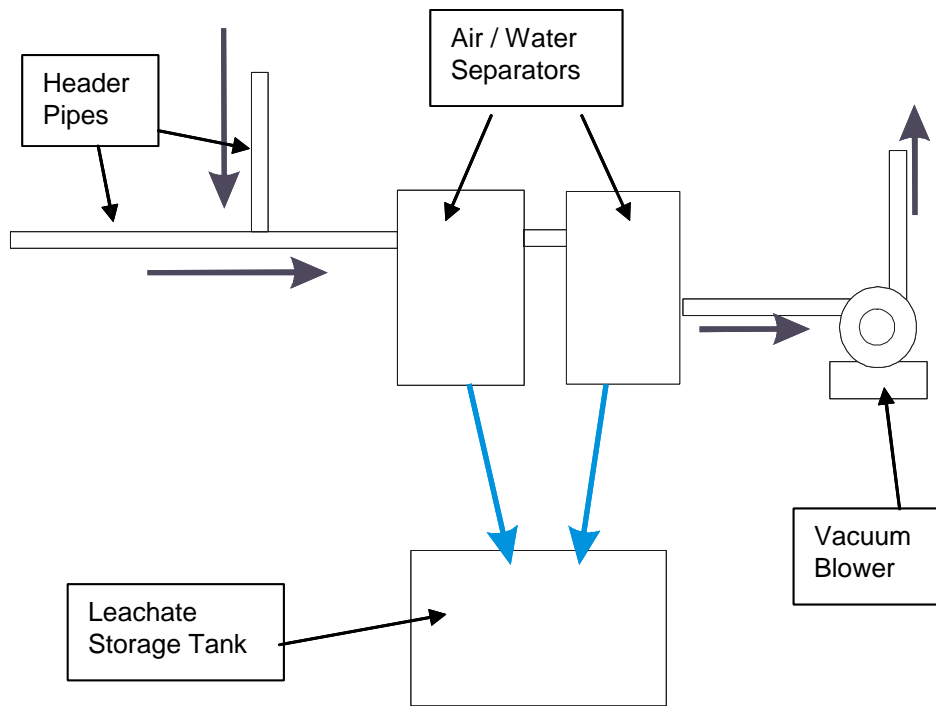 Air / Water
Separators
Header
Pipes
Vacuum
Blower
Leachate
Storage Tank